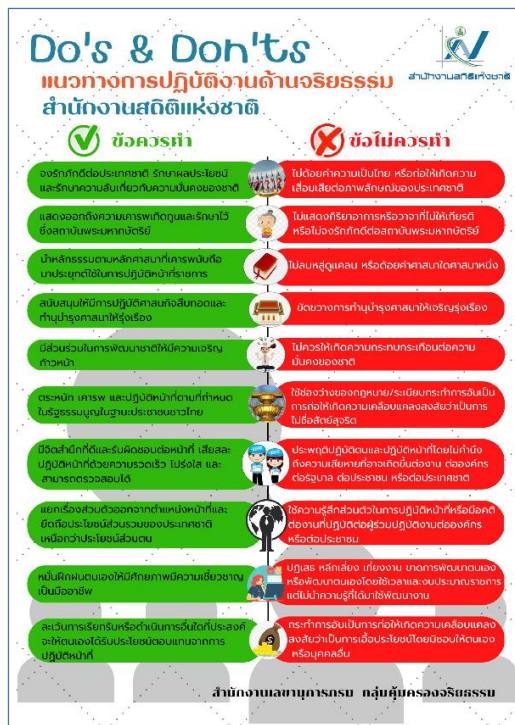 Do's & Don'ts
แนวทางการปฏิบัติงานด้านจริยธรรม
สำนักงานสถิติแห่งชาติ
สำนักงานสถิติแห่งชาติ
ข้อควรทำ
ข้อไม่ควรทำ
จงรักภักดีต่อประเทศชาติ รักษาผลประโยชน์
และรักษาความลับเกี่ยวกับความมั่นคงของชาติ
ไม่ด้อยค่าความเป็นไทย หรือก่อให้เกิดความ
เสื่อมเสียต่อภาพลักษณ์ของประเทศชาติ
แสดงออกถึงความเคารพเทิดทูนและรักษาไว้
ซึ่งสถาบันพระมหากษัตริย์
ไม่แสดงกิริยาอาการหรือวาจาที่ไม่ให้เกียรติ
หรือไม่จงรักภักดีต่อสถาบันพระมหากษัตริย์
นำหลักธรรมตามหลักศาสนาที่เคารพนับถือ
มาประยุกต์ใช้ในการปฏิบัติหน้าที่ราชการ
ไม่ลบหลู่ดูแคลน หรือด้อยค่าศาสนาใดศาสนาหนึ่ง
สนับสนุนให้มีการปฏิบัติศาสนกิจสืบทอดและ
ทำนุบำรุงศาสนาให้รุ่งเรือง
ขัดขวางการทำนุบำรุงศาสนาให้เจริญรุ่งเรือง
มีส่วนร่วมในการพัฒนาชาติให้มีความเจริญ
ก้าวหน้า
ไม่ควรให้เกิดความกระทบกระเทือนต่อความ
มั่นคงของชาติ
ตระหนัก เคารพ และปฏิบัติหน้าที่ตามที่กำหนด
ในรัฐธรรมนูญในฐานะประชาชนชาวไทย
ใช้ช่องว่างของกฎหมาย/ระเบียบกระทำการอันเป็น
การก่อให้เกิดความเคลือบแคลงสงสัยว่าเป็นการ
ไม่ซื่อสัตย์สุจริต
มีจิตสำนึกที่ดีและรับผิดชอบต่อหน้าที่ เสียสละ
ปฏิบัติหน้าที่ด้วยความรวดเร็ว โปร่งใส และ
สามารถตรวจสอบได้
ประพฤติปฏิบัติตนและปฏิบัติหน้าที่โดยไม่คำนึง
ถึงความเสียหายที่อาจเกิดขึ้นต่องาน ต่อองค์กร
ต่อรัฐบาล ต่อประชาชน หรือต่อประเทศชาติ
แยกเรื่องส่วนตัวออกจากตำแหน่งหน้าที่และ
ยึดถือประโยชน์ส่วนรวมของประเทศชาติ
เหนือกว่าประโยชน์ส่วนตน
ใช้ความรู้สึกส่วนตัวในการปฏิบัติหน้าที่หรือมีอคติ
ต่องานที่ปฏิบัติต่อผู้ร่วมปฏิบัติงานต่อองค์กร
หรือต่อประชาชน
หมั่นฝึกฝนตนเองให้มีศักยภาพมีความเชี่ยวชาญ
เป็นมืออาชีพ
ปฏิเสธ หลีกเลี่ยง เกี่ยงงาน ขาดการพัฒนาตนเอง
หรือพัฒนาตนเองโดยใช้เวลาและงบประมาณราชการ
แต่ไม่นำความรู้ที่ได้มาใช้พัฒนางาน
ละเว้นการเรียกรับหรือดำเนินการอื่นใดที่ประสงค์
จะให้ตนเองได้รับประโยชน์ตอบแทนจากการ
ปฏิบัติหน้าที่
กระทำการอันเป็นการก่อให้เกิดความเคลือบแคลง
สงสัยว่าเป็นการเอื้อประโยชน์โดยมิชอบให้ตนเอง
หรือบุคคลอื่น
สำนักงานเลขานุการกรม กลุ่มคุ้มครองจริยธรรม